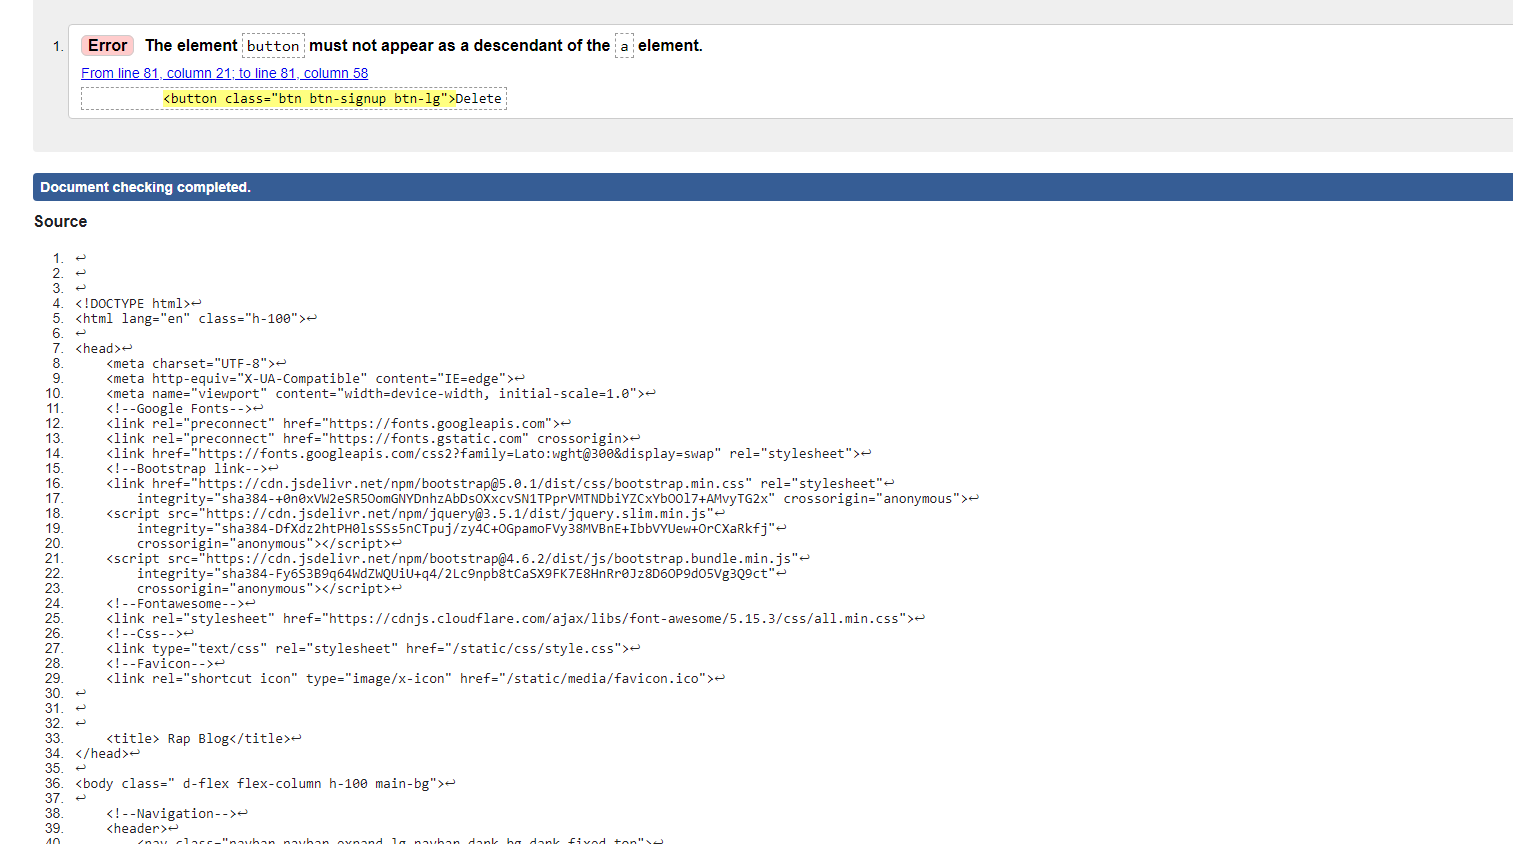 1. Error The element button must not appear as a descendant of the a element.
From line 81, column 21; to line 81, column 58
<button class="btn btn-signup btn-lg">Delete
Document checking completed.
Source
1. ↩
2. ↩
3. ↩
4. <!DOCTYPE html>↩
5. <html lang="en" class="h-100">↩
6. ↩
7. <head>↩
8. <meta charset="UTF-8">↩
9. <meta http-equiv="X-UA-Compatible" content="IE=edge">↩
10. <meta name="viewport" content="width=device-width, initial-scale=1.0">↩
11. <!--Google Fonts-->↩
12. <link rel="preconnect" href="https://fonts.googleapis.com">↩
13. <link rel="preconnect" href="https://fonts.gstatic.com" crossorigin>↩
14. <link href="https://fonts.googleapis.com/css2?family=Lato:wght@300&display=swap" rel="stylesheet">↩
15. <!--Bootstrap link-->↩
16. <link href="https://cdn.jsdelivr.net/npm/bootstrap@5.0.1/dist/css/bootstrap.min.css" rel="stylesheet"↩
17. integrity="sha384-+0n0xVW2eSR5OomGNYDnhzAbDsOXxcvSN1TPprVMTNDbiYZCxYbOOl7+AMvyTG2x" crossorigin="anonymous">↩
18. <script src="https://cdn.jsdelivr.net/npm/jquery@3.5.1/dist/jquery.slim.min.js"↩
19. integrity="sha384-DfXdz2htPH0lsSSs5nCTpuj/zy4C+OGpamoFVy38MVBnE+IbbVYUew+OrCXaRkfj"↩
20. crossorigin="anonymous"></script>↩
21. <script src="https://cdn.jsdelivr.net/npm/bootstrap@4.6.2/dist/js/bootstrap.bundle.min.js"↩
22. integrity="sha384-Fy6S3B9q64WdZWQUiU+q4/2Lc9npb8tCaSX9FK7E8HnRr0Jz8D6OP9dO5Vg3Q9ct"↩
23. crossorigin="anonymous"></script>↩
24. <!--Fontawesome-->↩
25. <link rel="stylesheet" href="https://cdnjs.cloudflare.com/ajax/libs/font-awesome/5.15.3/css/all.min.css">↩
26. <!--Css-->↩
27. <link type="text/css" rel="stylesheet" href="/static/css/style.css">↩
28. <!--Favicon-->↩
29. <link rel="shortcut icon" type="image/x-icon" href="/static/media/favicon.ico">↩
30. ↩
31. ↩
32. ↩
33. <title> Rap Blog</title>↩
34. </head>↩
35. ↩
36. <body class=" d-flex flex-column h-100 main-bg">↩
37. ↩
38. <!--Navigation-->↩
39. <header>↩
40. <nav class="navbar navbar-expand-lg navbar-dark bg-dark fixed-top">↩